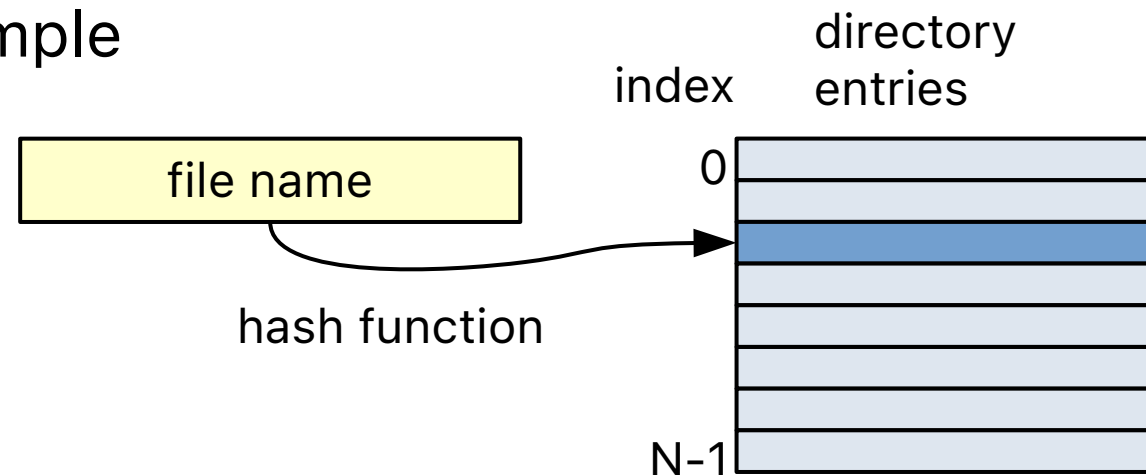 mple
directory
index entries
file name
0
hash function
N-1